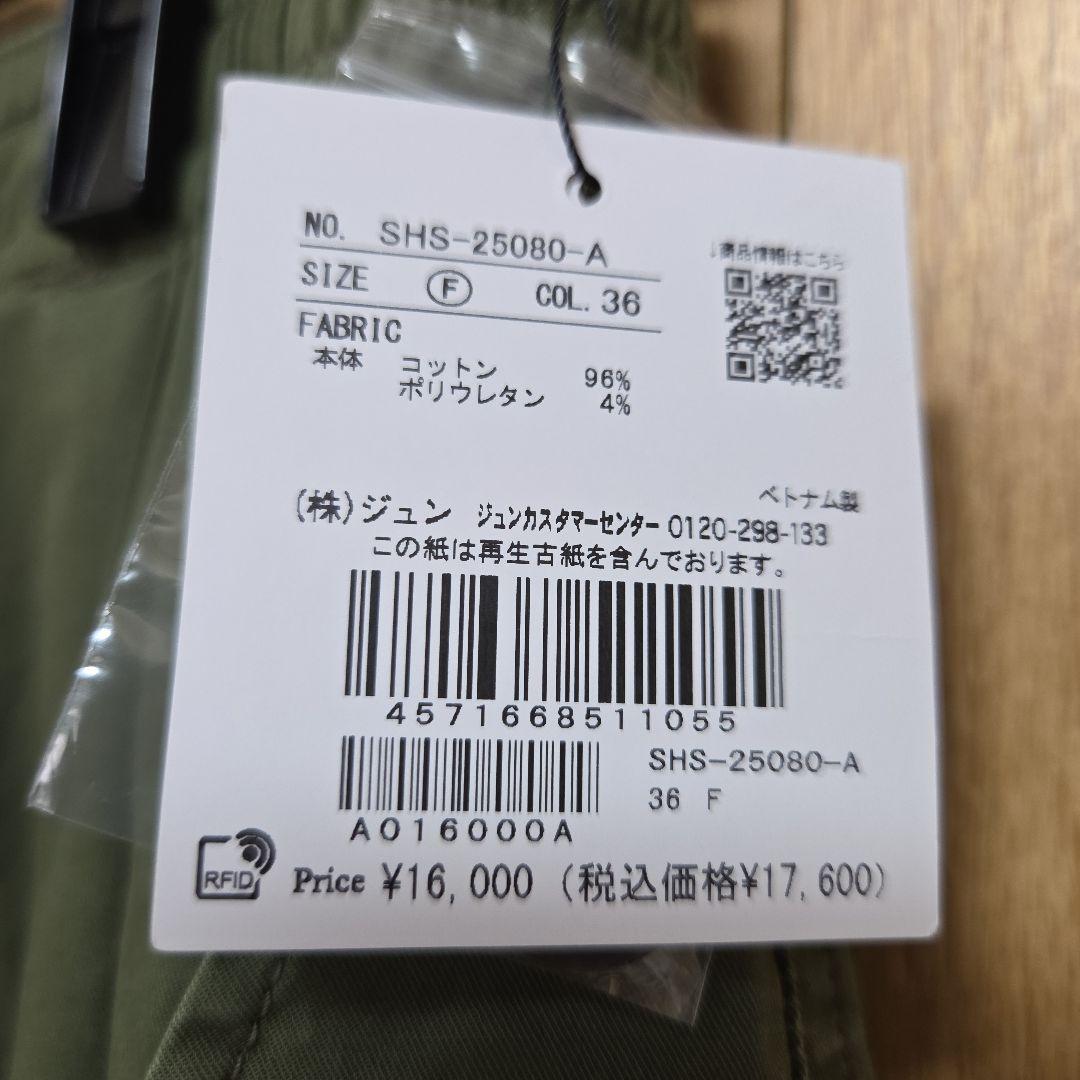 NO. SHS-25080-A
SIZE Ⓕ COL. 36
FABRIC
本体 コットン 96%
ポリウレタン 4%
↓商品情報はこちら
ベトナム製
(株)ジュン ジュンカスタマーセンター 0120-298-133
この紙は再生古紙を含んでおります。
4571668511055
SHS-25080-A
36 F
A016000A
RFID
Price ¥16,000 (税込価格¥17,600)